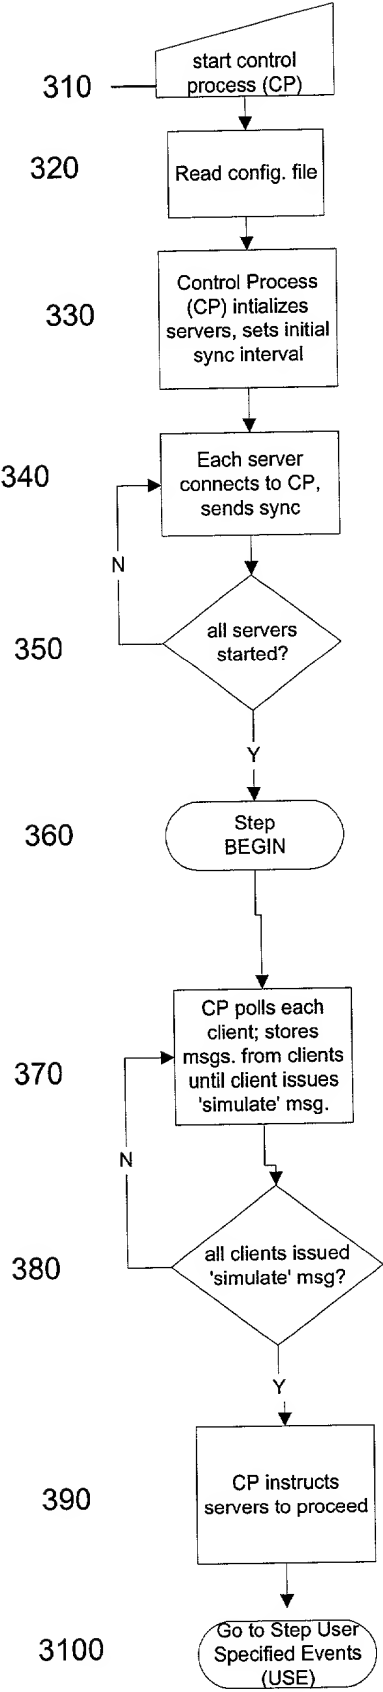 start control
process (CP)
310
320
Read config. file
Control Process
(CP) intializes
servers, sets initial
sync interval
330
340
Each server
connects to CP,
sends sync
N
all servers
started?
350
Y
Step
BEGIN
360
CP polls each
client; stores
msgs. from clients
until client issues
'simulate' msg.
370
N
all clients issued
'simulate' msg?
380
Y
CP instructs
servers to proceed
390
Go to Step User
Specified Events
(USE)
3100